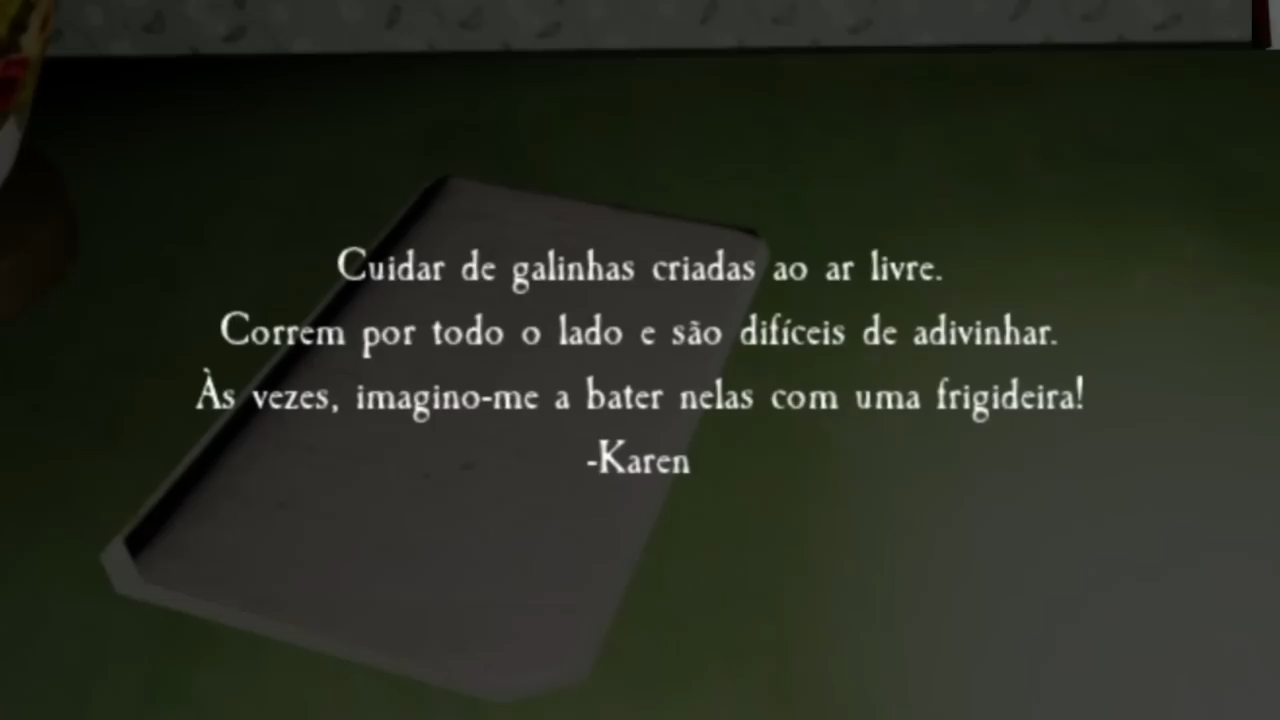 Cuidar de galinhas criadas ao ar livre.
Correm por todo o lado e são difíceis de adivinhar.
Às vezes, imagino-me a bater nelas com uma frigideira!
-Karen